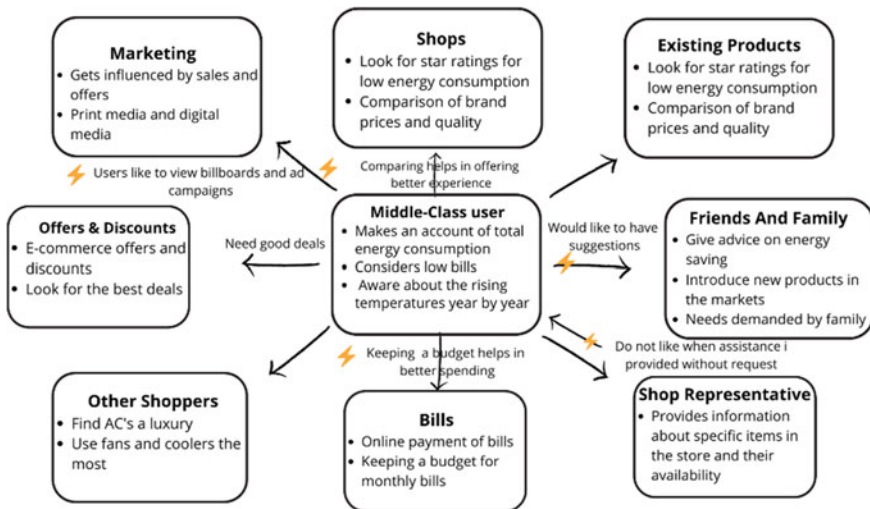 Marketing
• Gets influenced by sales and
offers
• Print media and digital
media
Shops
• Look for star ratings for
low energy consumption
• Comparison of brand
prices and quality
Existing Products
• Look for star ratings for
low energy consumption
• Comparison of brand
prices and quality
Users like to view billboards and ad
campaigns
Comparing helps in offering
better experience
Offers & Discounts
• E-commerce offers and
discounts
• Look for the best deals
Need good deals
Middle-Class user
• Makes an account of total
energy consumption
• Considers low bills
• Aware about the rising
temperatures year by year
Would like to have
suggestions
Friends And Family
• Give advice on energy
saving
• Introduce new products in
the markets
• Needs demanded by family
Keeping a budget helps in
better spending
Do not like when assistance i
provided without request
Other Shoppers
• Find AC's a luxury
• Use fans and coolers the
most
Bills
• Online payment of bills
• Keeping a budget for
monthly bills
Shop Representative
• Provides information
about specific items in
the store and their
availability